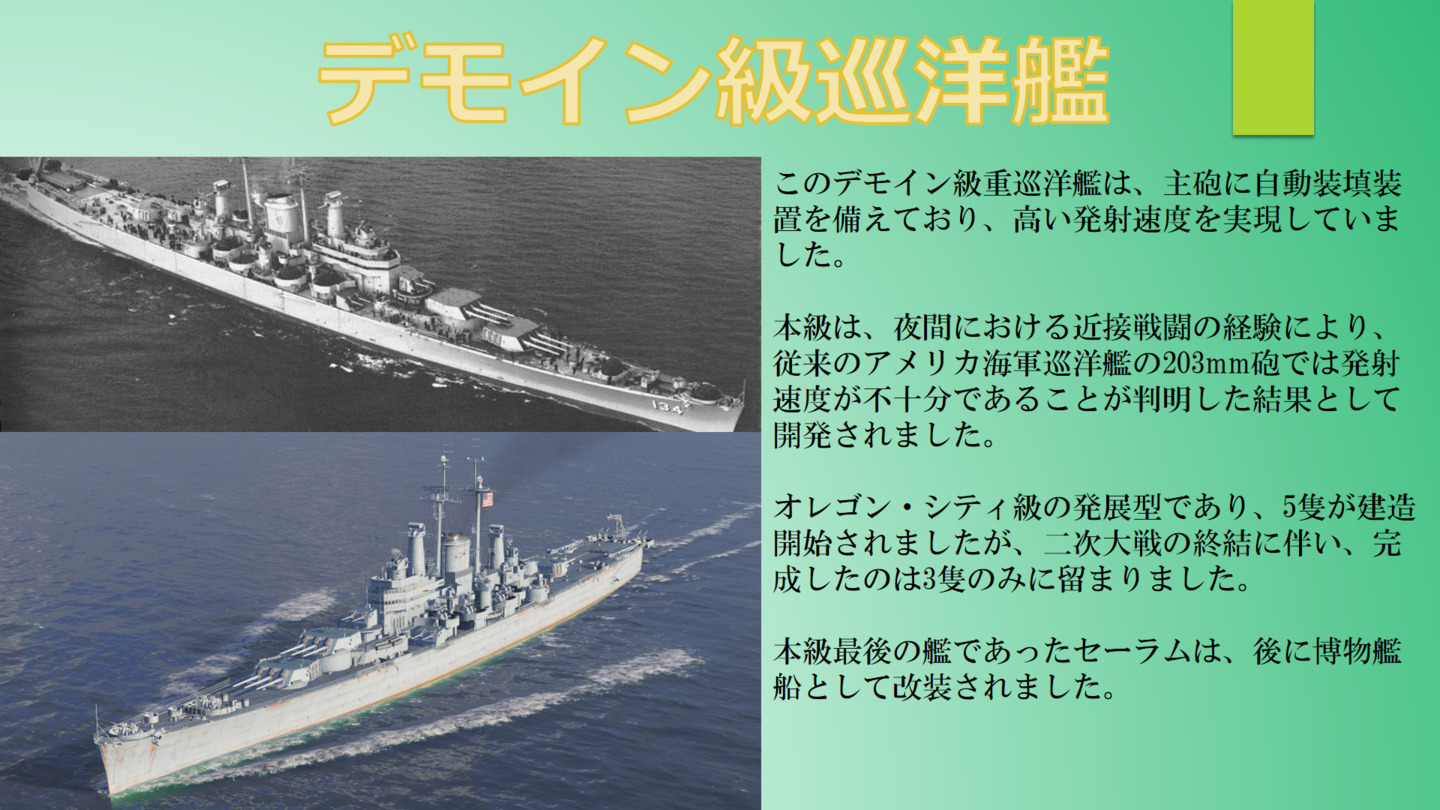 デモイン級巡洋艦
このデモイン級重巡洋艦は、主砲に自動装填装
置を備えており、高い発射速度を実現していま
した。
本級は、夜間における近接戦闘の経験により、
従来のアメリカ海軍巡洋艦の203mm砲では発射
速度が不十分であることが判明した結果として
開発されました。
オレゴン・シティ級の発展型であり、5隻が建造
開始されましたが、二次大戦の終結に伴い、完
成したのは3隻のみに留まりました。
本級最後の艦であったセーラムは、後に博物艦
船として改装されました。
134